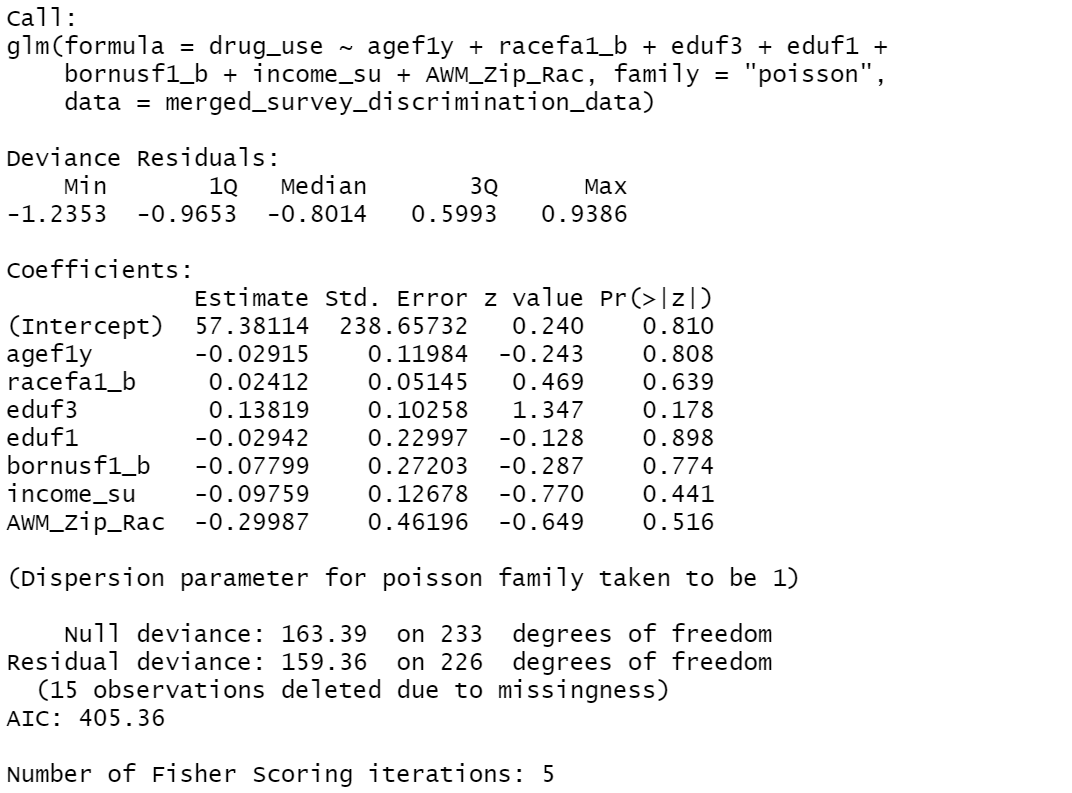 Call:
glm(formula = drug_use ~ agef1y + racefa1_b + eduf3 + eduf1 +
    bornusf1_b + income_su + AWM_Zip_Rac, family = "poisson",
    data = merged_survey_discrimination_data)

Deviance Residuals:
    Min       1Q   Median       3Q      Max
-1.2353  -0.9653  -0.8014   0.5993   0.9386

Coefficients:
             Estimate Std. Error z value Pr(>|z|)
(Intercept)  57.38114  238.65732   0.240    0.810
agef1y       -0.02915    0.11984  -0.243    0.808
racefa1_b     0.02412    0.05145   0.469    0.639
eduf3         0.13819    0.10258   1.347    0.178
eduf1        -0.02942    0.22997  -0.128    0.898
bornusf1_b   -0.07799    0.27203  -0.287    0.774
income_su    -0.09759    0.12678  -0.770    0.441
AWM_Zip_Rac  -0.29987    0.46196  -0.649    0.516

(Dispersion parameter for poisson family taken to be 1)

    Null deviance: 163.39  on 233  degrees of freedom
Residual deviance: 159.36  on 226  degrees of freedom
  (15 observations deleted due to missingness)
AIC: 405.36

Number of Fisher Scoring iterations: 5